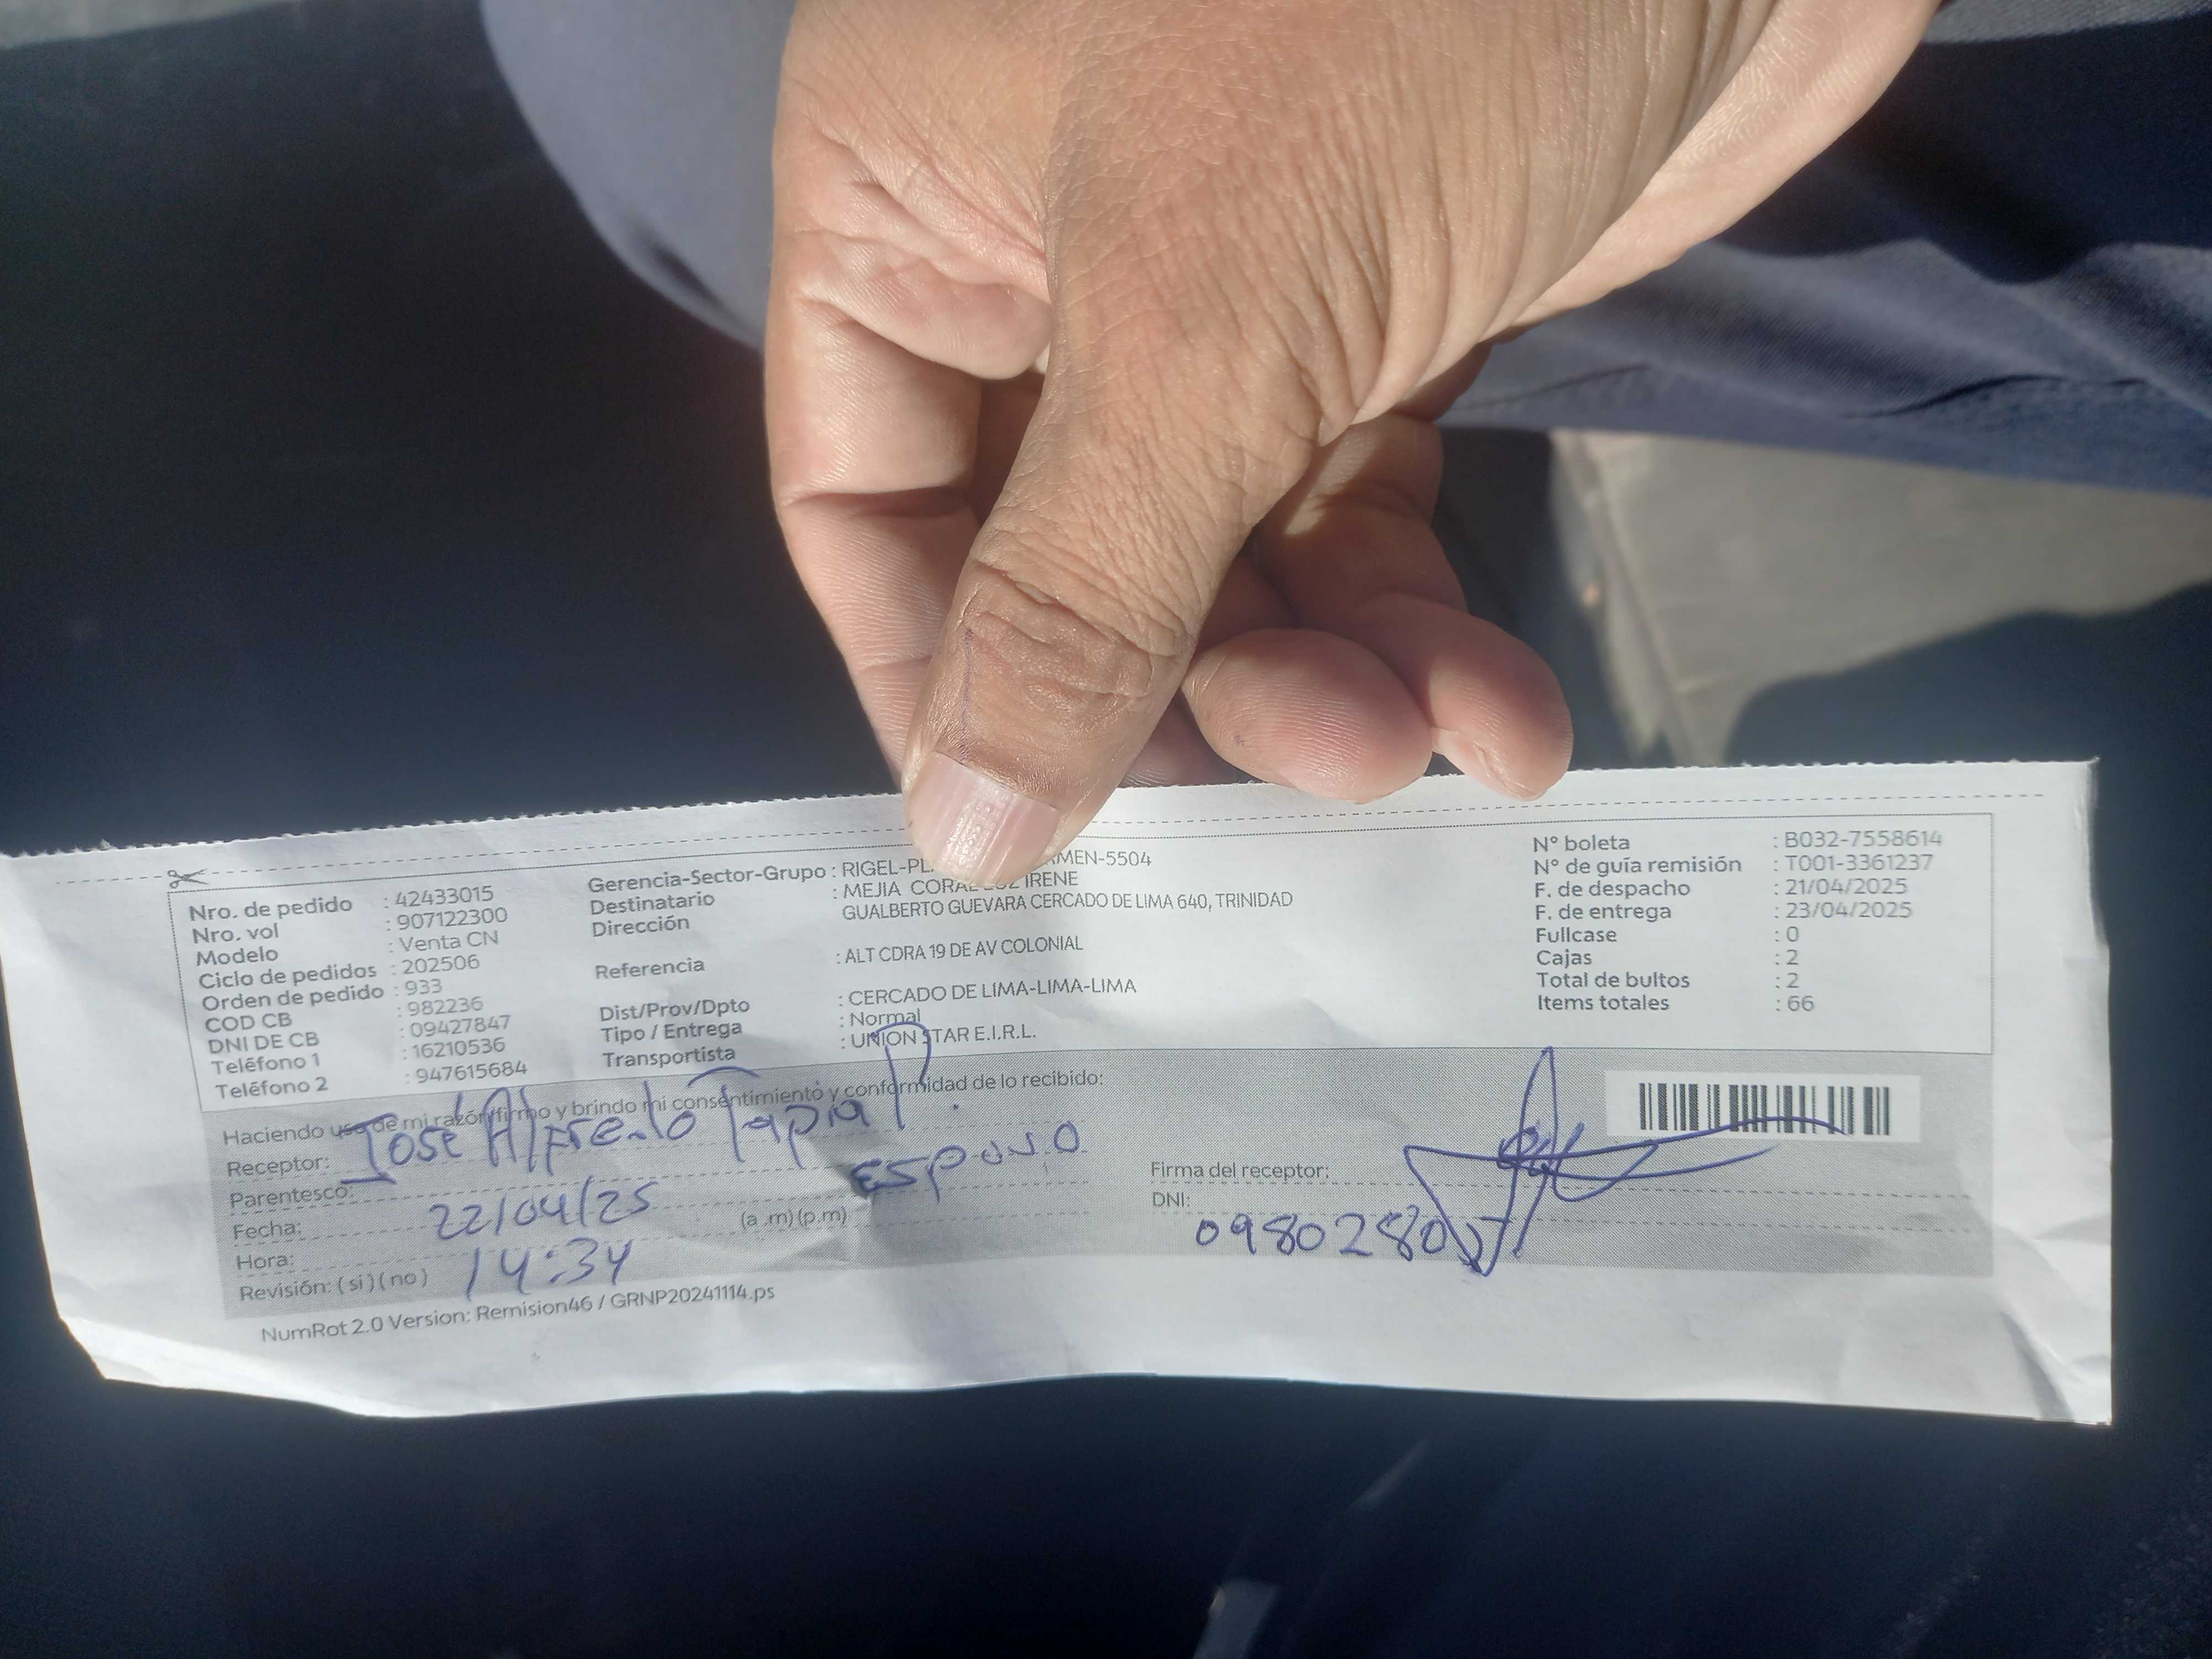 Nro. de pedido : 42433015
Nro. vol : 907122300
Modelo : Venta CN
Ciclo de pedidos : 202506
Orden de pedido : 933
COD CB : 982236
DNI DE CB : 09427847
Teléfono 1 : 16210536
Teléfono 2 : 947615684
Gerencia-Sector-Grupo : RIGEL-PL MEN-5504
Destinatario : MEJIA CORAL IRENE
Dirección GUALBERTO GUEVARA CERCADO DE LIMA 640, TRINIDAD
Referencia : ALT CDRA 19 DE AV COLONIAL
Dist/Prov/Dpto : CERCADO DE LIMA-LIMA-LIMA
Tipo / Entrega : Normal
Transportista : UNION STAR E.I.R.L.
N° boleta : B032-7558614
N° de guía remisión : T001-3361237
F. de despacho : 21/04/2025
F. de entrega : 23/04/2025
Fullcase : 0
Cajas : 2
Total de bultos : 2
Items totales : 66
Haciendo uso de mi razón firmo y brindo mi consentimiento y conformidad de lo recibido:
Receptor: José Alfredo Tapia P.
Parentesco: ESPOSO
Fecha: 22/04/25
Hora: 14:34 (a.m)(p.m)
Revisión: (si)(no)
Firma del receptor:
DNI: 09802800
NumRot 2.0 Version: Remision46 / GRNP20241114.ps